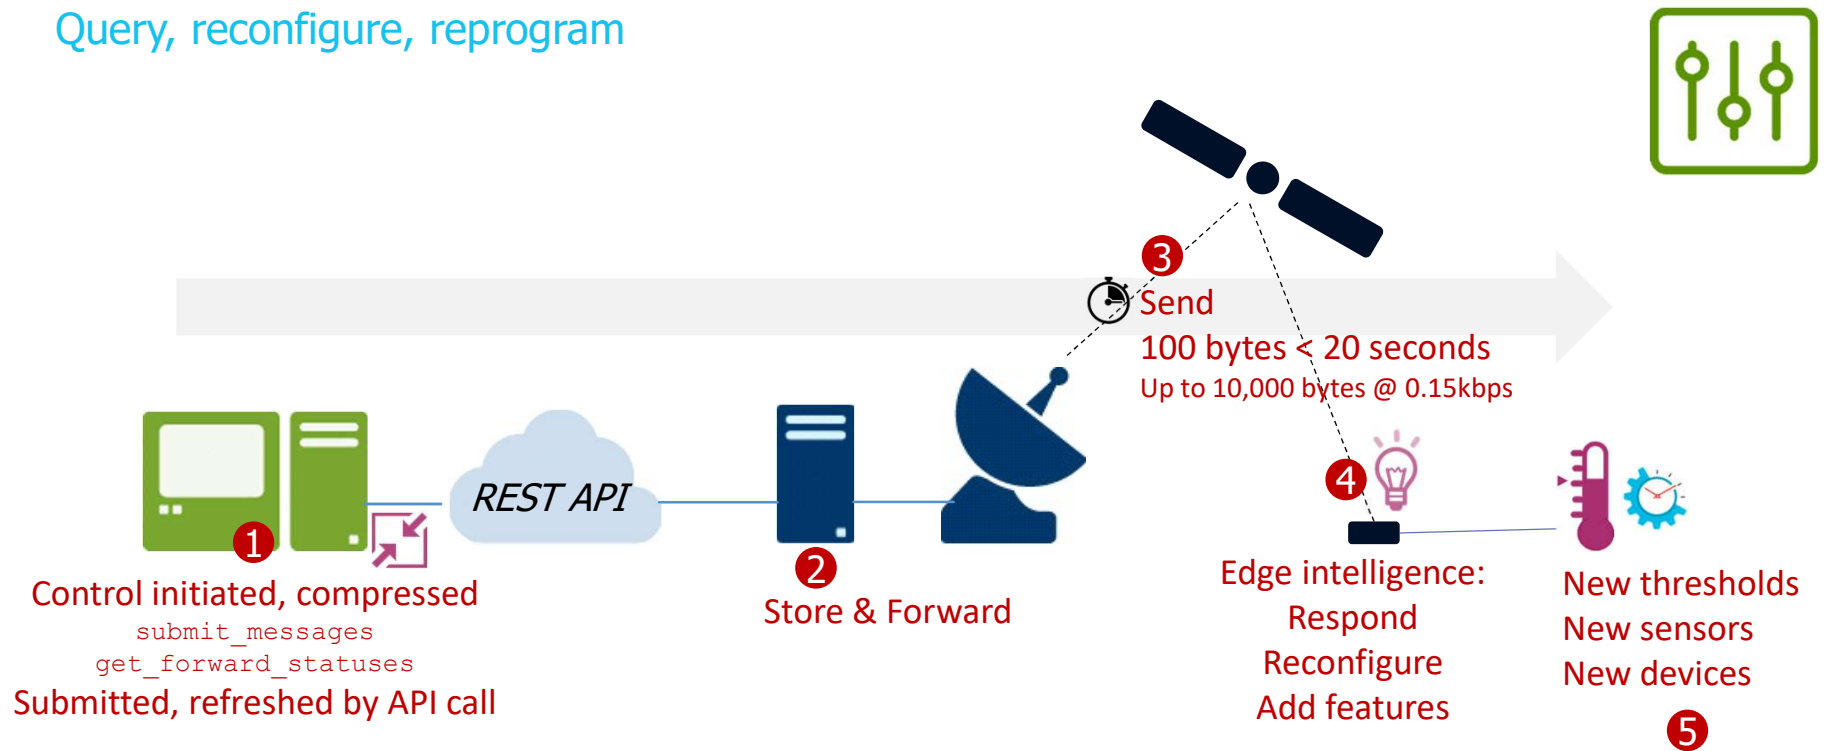 Query, reconfigure, reprogram
3
Send
100 bytes < 20 seconds
Up to 10,000 bytes @ 0.15kbps
REST API
1
Control initiated, compressed
submit_messages
get_forward_statuses
Submitted, refreshed by API call
2
Store & Forward
4
Edge intelligence:
Respond
Reconfigure
Add features
New thresholds
New sensors
New devices
5